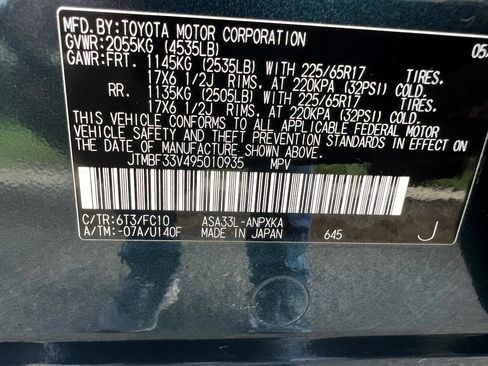 MFD.BY: TOYOTA MOTOR CORPORATION
GVWR: 2055KG (4535LB) 05
GAWR:FRT. 1145KG (2535LB) WITH 225/65R17 TIRES.
17X6 1/2J RIMS, AT 220KPA (32PSI) COLD
RR. 1135KG (2505LB) WITH 225/65R17 TIRES.
17X6 1/2J RIMS, AT 220KPA (32PSI) COLD
THIS VEHICLE CONFORMS TO ALL APPLICABLE FEDERAL MOTOR
VEHICLE SAFETY STANDARDS IN EFFECT ON
THE DATE OF MANUFACTURE SHOWN ABOVE.
JTMBF33V495010935 MPV
C/TR:6T3/FC10 ASA33L-ANPXKA
A/TM:-07A/U140F MADE IN JAPAN 645 J